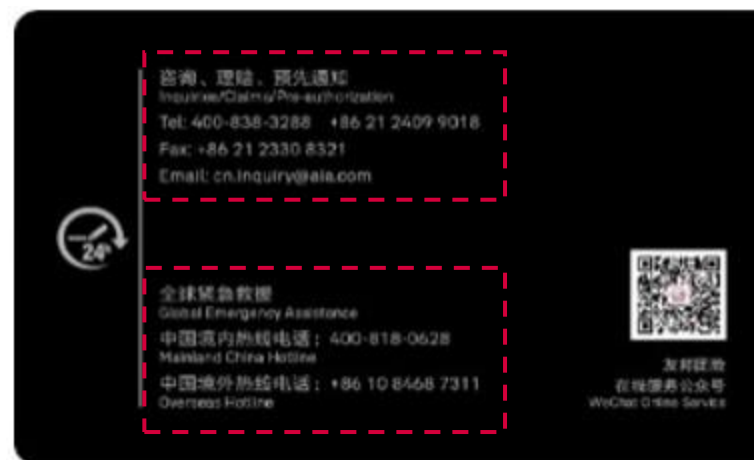 咨询、理赔、预先通知
Inquiries/Claims/Pre-authorization
Tel: 400-838-3288 +86 21 2409 9018
Fax: +86 21 2330 8321
Email: cn.inquiry@aia.com
24h
全球紧急救援
Global Emergency Assistance
中国境内热线电话：400-818-0628
Mainland China Hotline
中国境外热线电话：+86 10 8468 7311
Overseas Hotline
友邦团险
在线服务公众号
WeChat Online Service